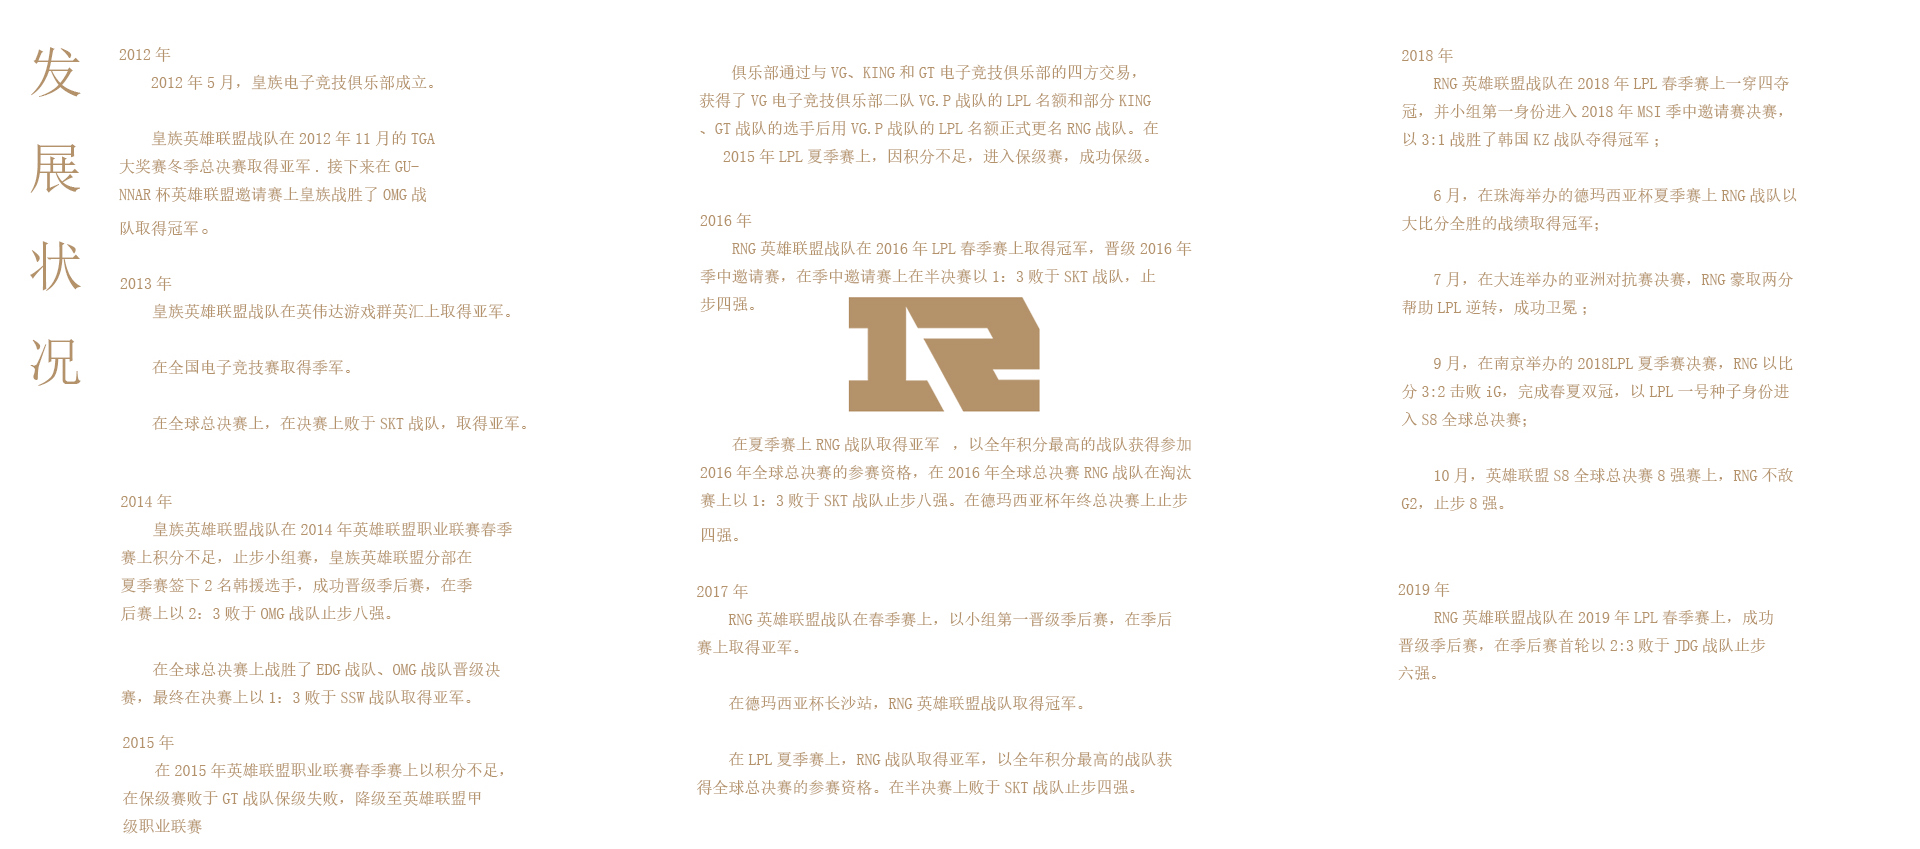 发
展
状
况
2012 年
2012 年 5 月，皇族电子竞技俱乐部成立。
皇族英雄联盟战队在 2012 年 11 月的 TGA
大奖赛冬季总决赛取得亚军 . 接下来在 GU-
NNAR 杯英雄联盟邀请赛上皇族战胜了 OMG 战
队取得冠军。
2013 年
皇族英雄联盟战队在英伟达游戏群英汇上取得亚军。
在全国电子竞技赛取得季军。
在全球总决赛上，在决赛上败于 SKT 战队，取得亚军。
2014 年
皇族英雄联盟战队在 2014 年英雄联盟职业联赛春季
赛上积分不足，止步小组赛，皇族英雄联盟分部在
夏季赛签下 2 名韩援选手，成功晋级季后赛，在季
后赛上以 2：3 败于 OMG 战队止步八强。
在全球总决赛上战胜了 EDG 战队、OMG 战队晋级决
赛，最终在决赛上以 1：3 败于 SSW 战队取得亚军。
2015 年
在 2015 年英雄联盟职业联赛春季赛上以积分不足，
在保级赛败于 GT 战队保级失败，降级至英雄联盟甲
级职业联赛
俱乐部通过与 VG、KING 和 GT 电子竞技俱乐部的四方交易，
获得了 VG 电子竞技俱乐部二队 VG.P 战队的 LPL 名额和部分 KING
、GT 战队的选手后用 VG.P 战队的 LPL 名额正式更名 RNG 战队。在
2015 年 LPL 夏季赛上，因积分不足，进入保级赛，成功保级。
2016 年
RNG 英雄联盟战队在 2016 年 LPL 春季赛上取得冠军，晋级 2016 年
季中邀请赛，在季中邀请赛上在半决赛以 1：3 败于 SKT 战队，止
步四强。
在夏季赛上 RNG 战队取得亚军 ，以全年积分最高的战队获得参加
2016 年全球总决赛的参赛资格，在 2016 年全球总决赛 RNG 战队在淘汰
赛上以 1：3 败于 SKT 战队止步八强。在德玛西亚杯年终总决赛上止步
四强。
2017 年
RNG 英雄联盟战队在春季赛上，以小组第一晋级季后赛，在季后
赛上取得亚军。
在德玛西亚杯长沙站，RNG 英雄联盟战队取得冠军。
在 LPL 夏季赛上，RNG 战队取得亚军，以全年积分最高的战队获
得全球总决赛的参赛资格。在半决赛上败于 SKT 战队止步四强。
2018 年
RNG 英雄联盟战队在 2018 年 LPL 春季赛上一穿四夺
冠，并小组第一身份进入 2018 年 MSI 季中邀请赛决赛，
以 3:1 战胜了韩国 KZ 战队夺得冠军 ；
6 月，在珠海举办的德玛西亚杯夏季赛上 RNG 战队以
大比分全胜的战绩取得冠军；
7 月，在大连举办的亚洲对抗赛决赛，RNG 豪取两分
帮助 LPL 逆转，成功卫冕 ；
9 月，在南京举办的 2018LPL 夏季赛决赛，RNG 以比
分 3:2 击败 iG，完成春夏双冠，以 LPL 一号种子身份进
入 S8 全球总决赛；
10 月，英雄联盟 S8 全球总决赛 8 强赛上，RNG 不敌
G2，止步 8 强。
2019 年
RNG 英雄联盟战队在 2019 年 LPL 春季赛上，成功
晋级季后赛，在季后赛首轮以 2:3 败于 JDG 战队止步
六强。